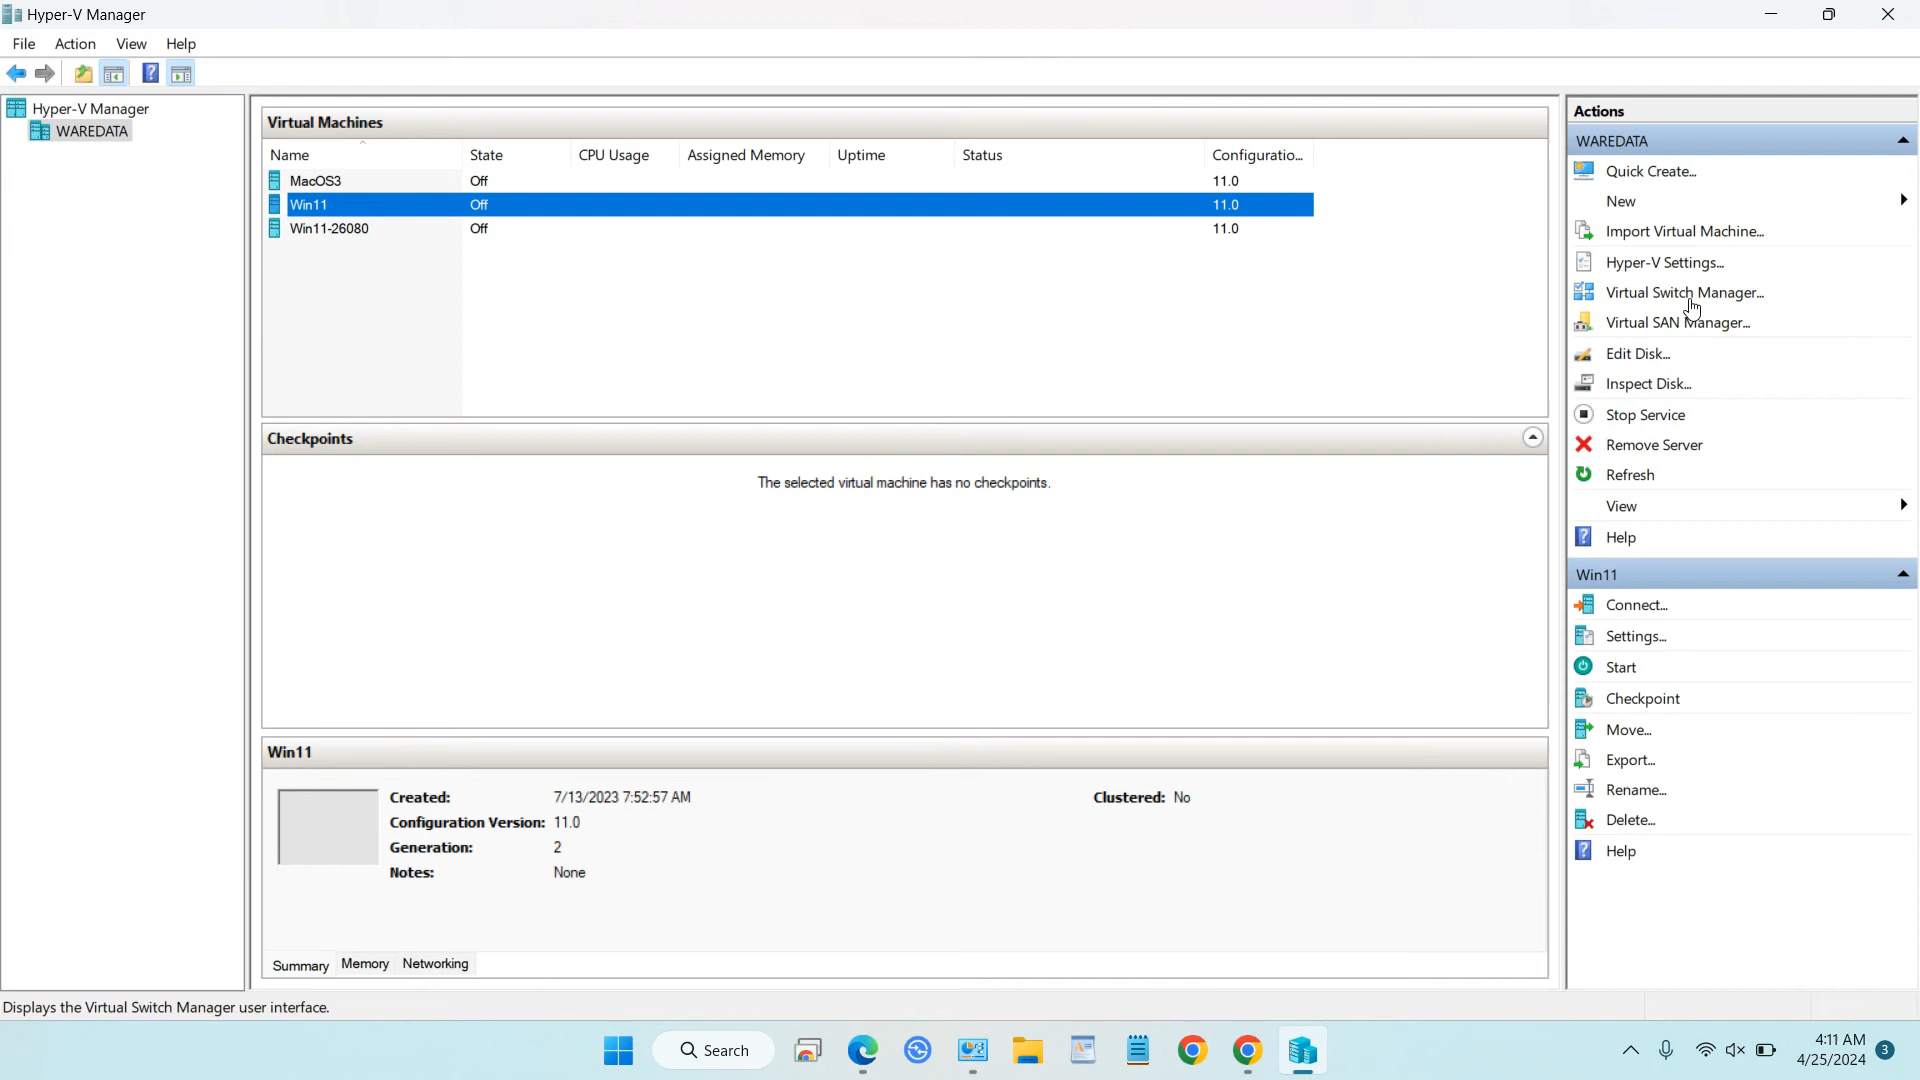 Hyper-V Manager
File Action View Help
Hyper-V Manager
WAREDATA
Virtual Machines
Name State CPU Usage Assigned Memory Uptime Status Configuratio...
MacOS3 Off 11.0
Win11 Off 11.0
Win11-26080 Off 11.0
Checkpoints
The selected virtual machine has no checkpoints.
Win11
Created: 7/13/2023 7:52:57 AM Clustered: No
Configuration Version: 11.0
Generation: 2
Notes: None
Summary Memory Networking
Actions
WAREDATA
Quick Create...
New
Import Virtual Machine...
Hyper-V Settings...
Virtual Switch Manager...
Virtual SAN Manager...
Edit Disk...
Inspect Disk...
Stop Service
Remove Server
Refresh
View
Help
Win11
Connect...
Settings...
Start
Checkpoint
Move...
Export...
Rename...
Delete...
Help
Displays the Virtual Switch Manager user interface.
Search
4:11 AM
4/25/2024
3